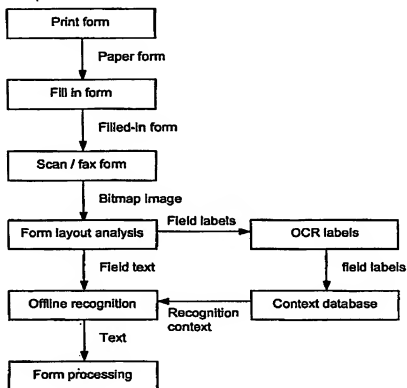 Print form
Paper form
Fill in form
Filled-in form
Scan / fax form
Bitmap image
Form layout analysis
Field labels
OCR labels
Field text
field labels
Offline recognition
Recognition
context
Context database
Text
Form processing